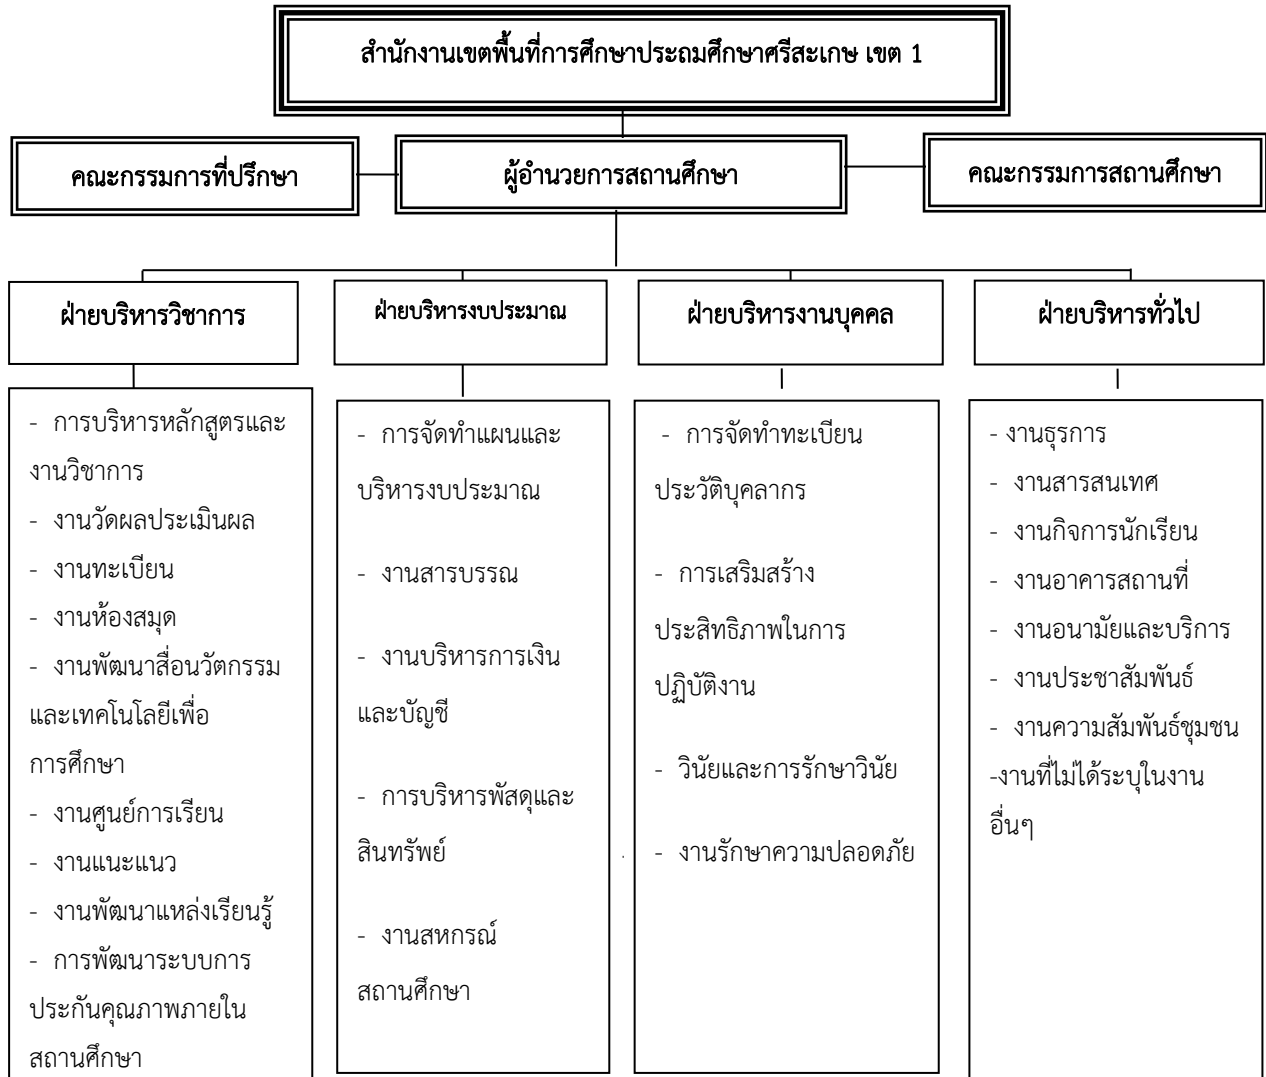 สำนักงานเขตพื้นที่การศึกษาประถมศึกษาศรีสะเกษ เขต 1
คณะกรรมการที่ปรึกษา
ผู้อำนวยการสถานศึกษา
คณะกรรมการสถานศึกษา
ฝ่ายบริหารวิชาการ
ฝ่ายบริหารงบประมาณ
ฝ่ายบริหารงานบุคคล
ฝ่ายบริหารทั่วไป
- การบริหารหลักสูตรและ
งานวิชาการ
- งานวัดผลประเมินผล
- งานทะเบียน
- งานห้องสมุด
- งานพัฒนาสื่อนวัตกรรม
และเทคโนโลยีเพื่อ
การศึกษา
- งานศูนย์การเรียน
- งานแนะแนว
- งานพัฒนาแหล่งเรียนรู้
- การพัฒนาระบบการ
ประกันคุณภาพภายใน
สถานศึกษา
- การจัดทำแผนและ
บริหารงบประมาณ
- งานสารบรรณ
- งานบริหารการเงิน
และบัญชี
- การบริหารพัสดุและ
สินทรัพย์
- งานสหกรณ์
สถานศึกษา
- การจัดทำทะเบียน
ประวัติบุคลากร
- การเสริมสร้าง
ประสิทธิภาพในการ
ปฏิบัติงาน
- วินัยและการรักษาวินัย
- งานรักษาความปลอดภัย
- งานธุรการ
- งานสารสนเทศ
- งานกิจการนักเรียน
- งานอาคารสถานที่
- งานอนามัยและบริการ
- งานประชาสัมพันธ์
- งานความสัมพันธ์ชุมชน
-งานที่ไม่ได้ระบุในงาน
อื่นๆ